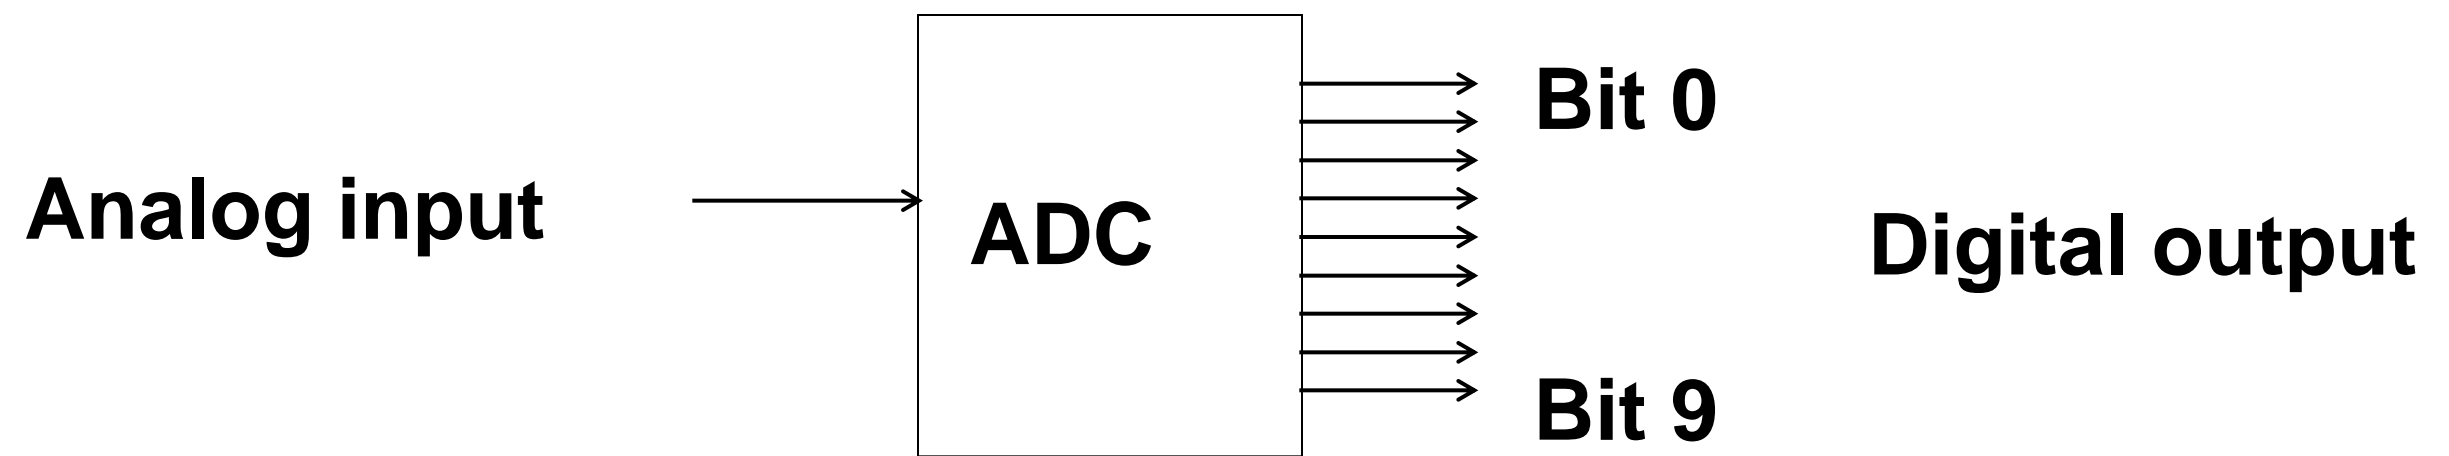 Analog input
ADC
Bit 0
Bit 9
Digital output